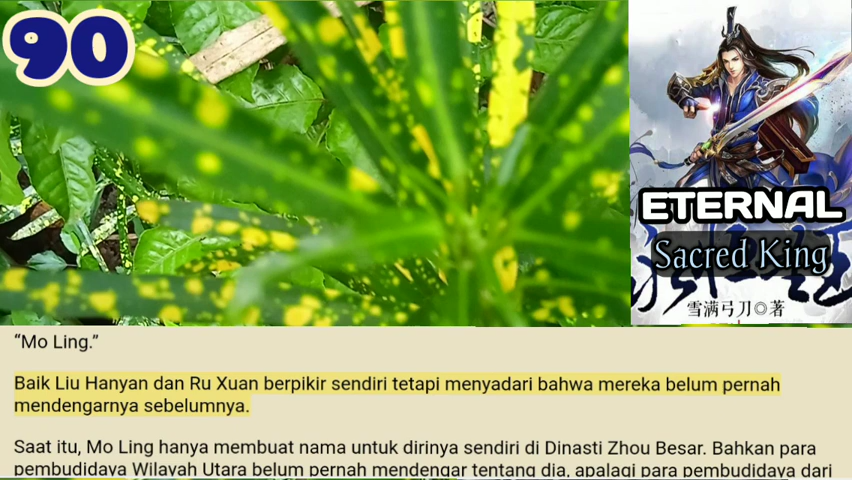 90
ETERNAL
Sacred King
雪满弓刀◎著
“Mo Ling.”
Baik Liu Hanyan dan Ru Xuan berpikir sendiri tetapi menyadari bahwa mereka belum pernah
mendengarnya sebelumnya.
Saat itu, Mo Ling hanya membuat nama untuk dirinya sendiri di Dinasti Zhou Besar. Bahkan para
pembudidaya Wilayah Utara belum pernah mendengar tentang dia, apalagi para pembudidaya dari